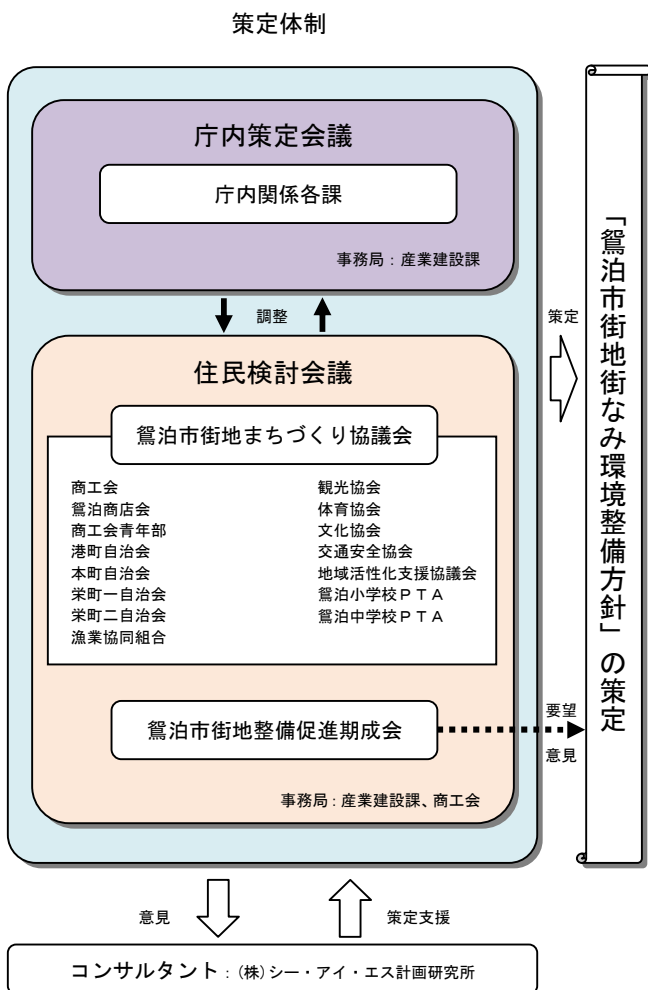 策定体制
庁内策定会議
庁内関係各課
事務局：産業建設課
調整
住民検討会議
鴛泊市街地まちづくり協議会
商工会
鴛泊商店会
商工会青年部
港町自治会
本町自治会
栄町一自治会
栄町二自治会
漁業協同組合
観光協会
体育協会
文化協会
交通安全協会
地域活性化支援協議会
鴛泊小学校ＰＴＡ
鴛泊中学校ＰＴＡ
鴛泊市街地整備促進期成会
事務局：産業建設課、商工会
策定
要望
意見
「鴛泊市街地街なみ環境整備方針」の策定
意見
策定支援
コンサルタント：(株)シー・アイ・エス計画研究所